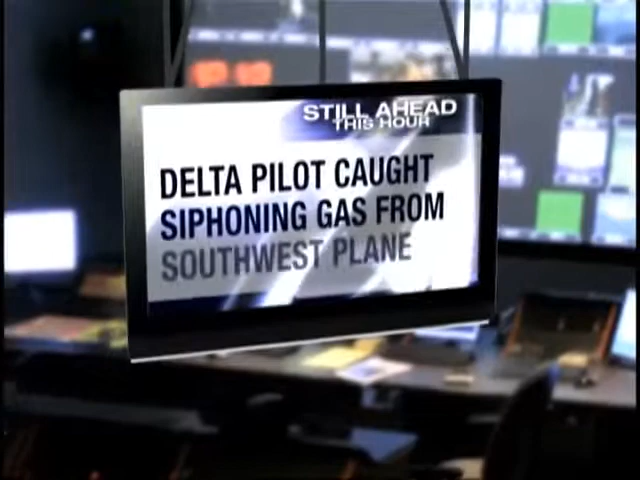 STILL AHEAD
THIS HOUR
DELTA PILOT CAUGHT
SIPHONING GAS FROM
SOUTHWEST PLANE